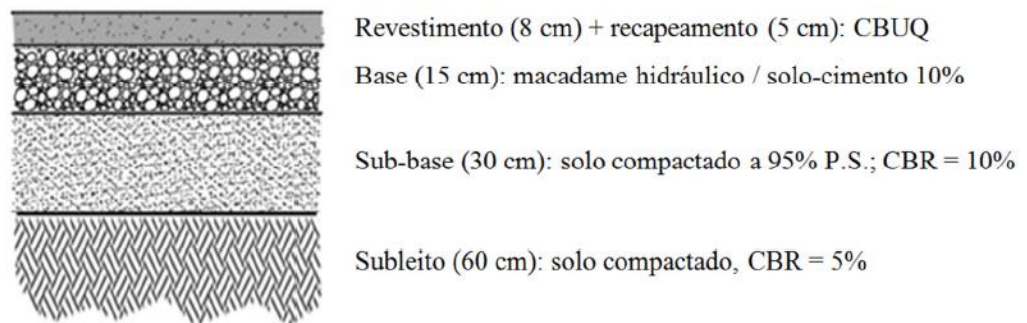 Revestimento (8 cm) + recapeamento (5 cm): CBUQ
Base (15 cm): macadame hidráulico / solo-cimento 10%
Sub-base (30 cm): solo compactado a 95% P.S.; CBR = 10%
Subleito (60 cm): solo compactado, CBR = 5%